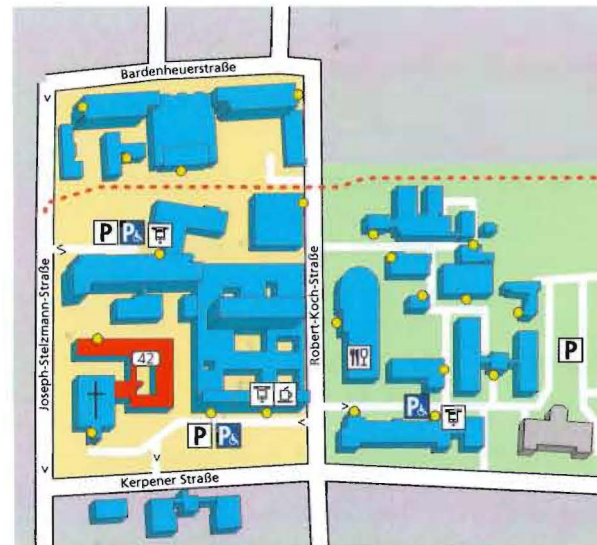 Bardenheuerstraße
P
P
Joseph-Stelzmann-Straße
Robert-Koch-Straße
42
P
P
P
P
Kerpener Straße